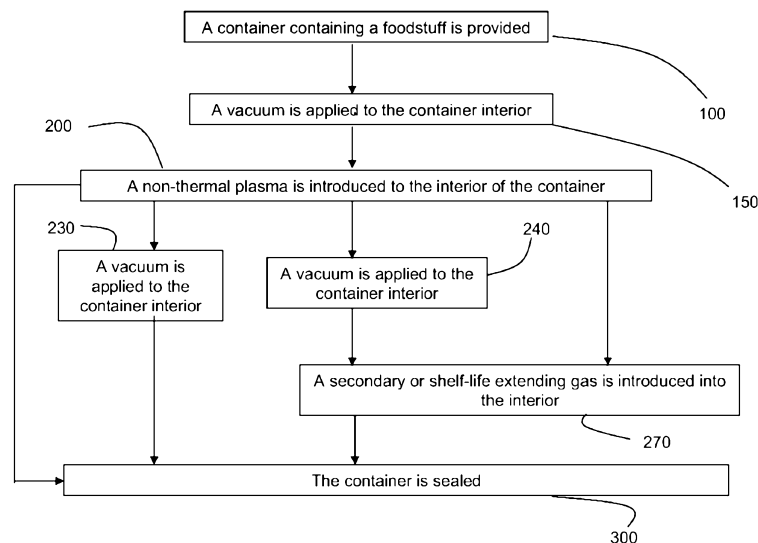 A container containing a foodstuff is provided
100
A vacuum is applied to the container interior
150
200
A non-thermal plasma is introduced to the interior of the container
230
A vacuum is
applied to the
container interior
240
A vacuum is applied to the
container interior
A secondary or shelf-life extending gas is introduced into
the interior
270
The container is sealed
300